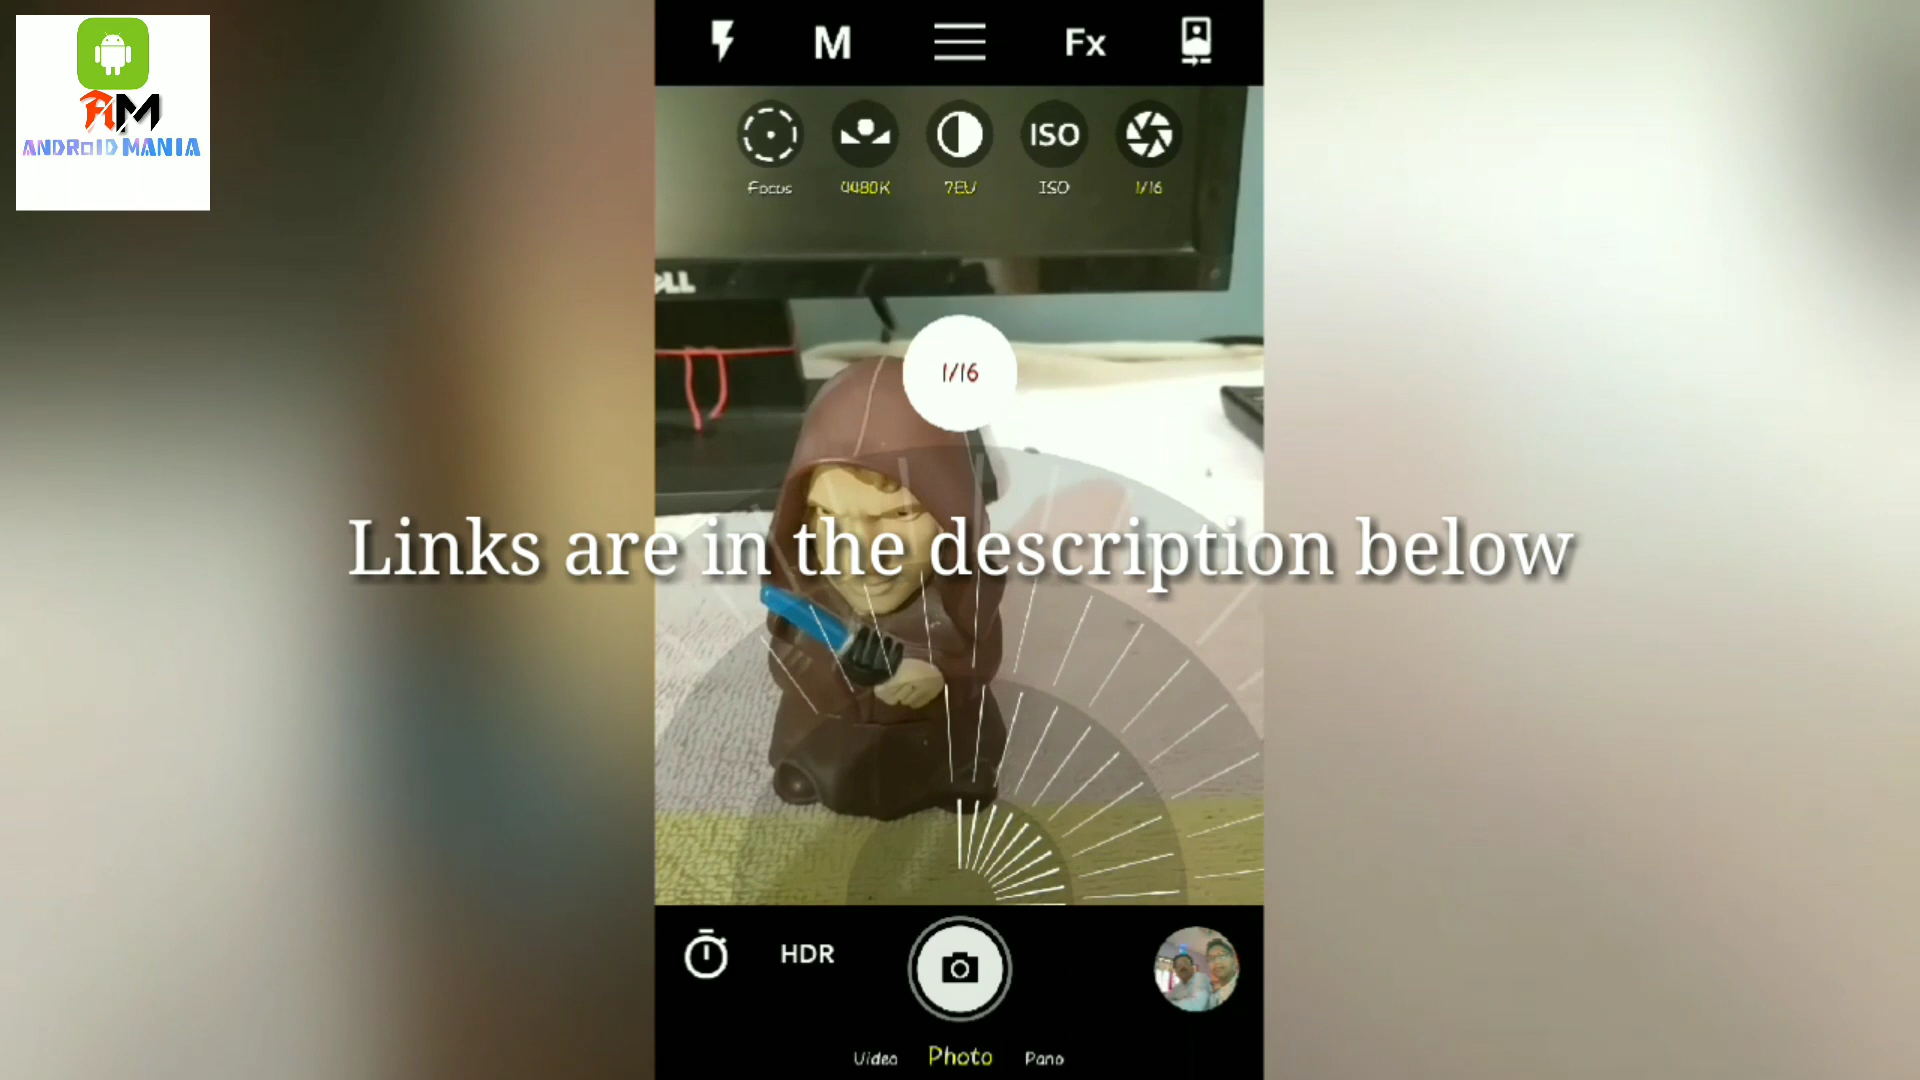 AM
ANDROID MANIA
M
Fx
ISO
Focus
4480K
7EV
ISO
1/16
1/16
Links are in the description below
HDR
Video
Photo
Pano